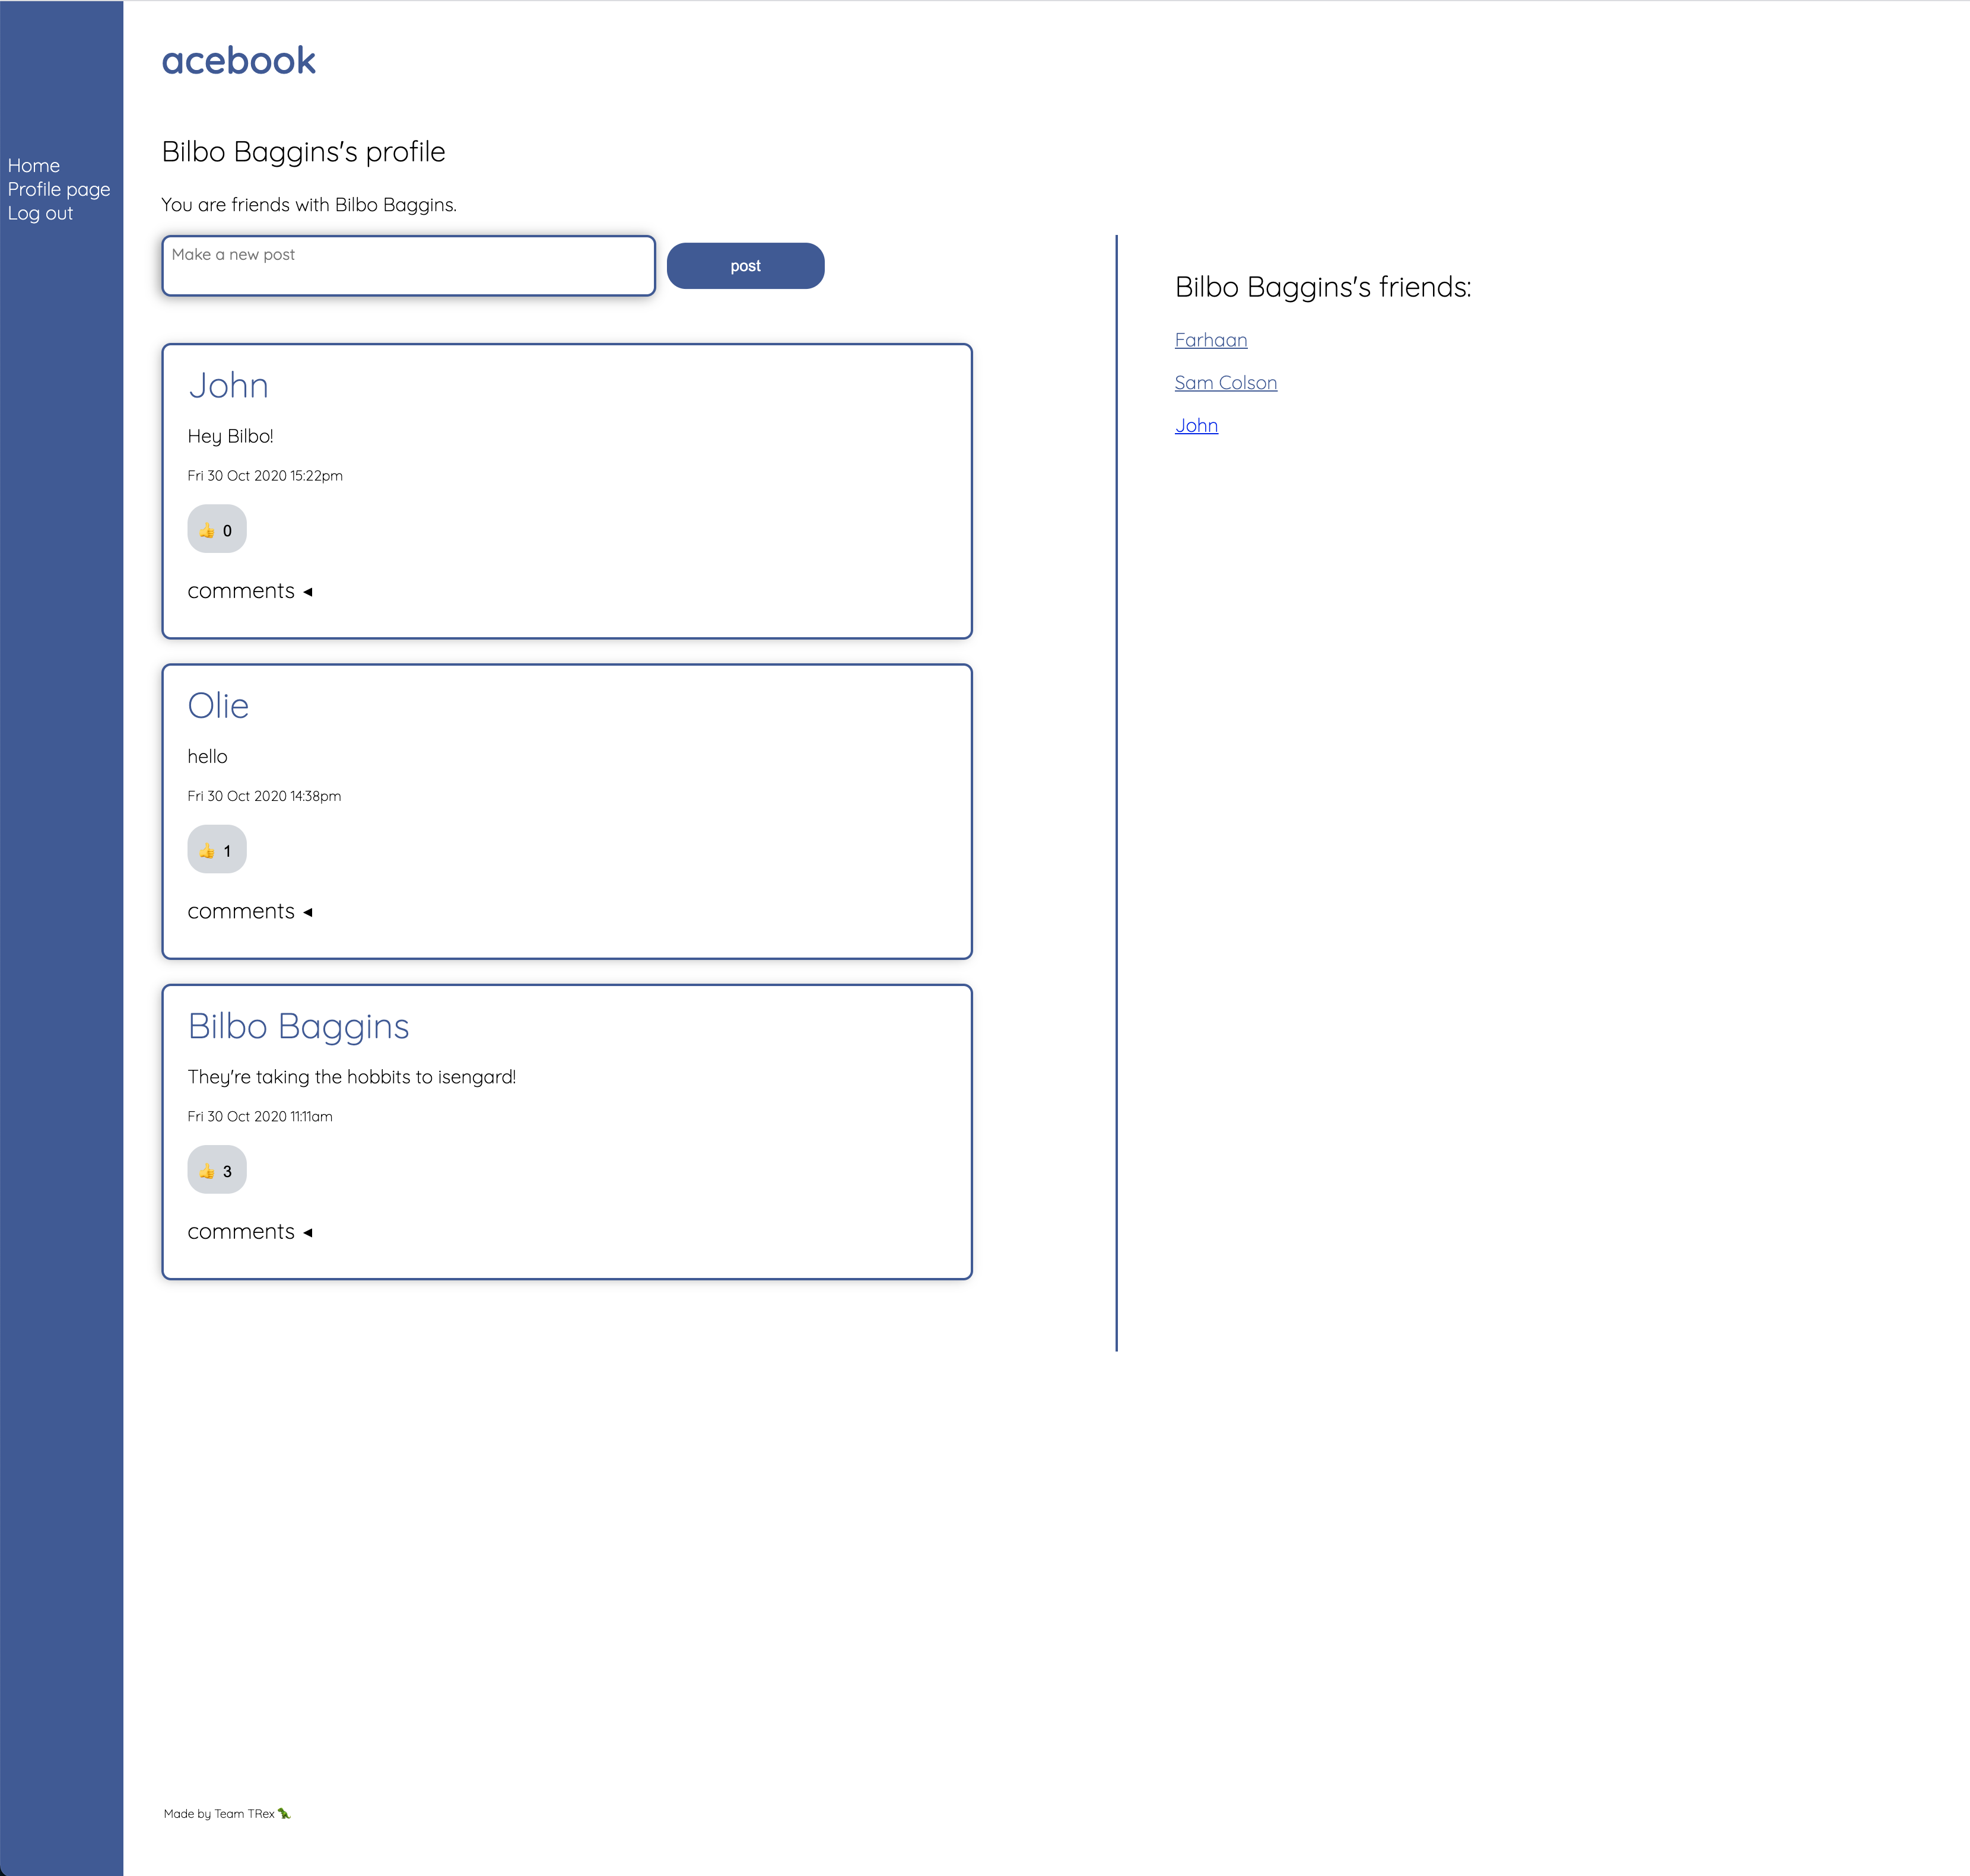 acebook
Home
Profile page
Log out
Bilbo Baggins's profile
You are friends with Bilbo Baggins.
Make a new post
post
John
Hey Bilbo!
Fri 30 Oct 2020 15:22pm
👍 0
comments ◀
Olie
hello
Fri 30 Oct 2020 14:38pm
👍 1
comments ◀
Bilbo Baggins
They're taking the hobbits to isengard!
Fri 30 Oct 2020 11:11am
👍 3
comments ◀
Bilbo Baggins's friends:
Farhaan
Sam Colson
John
Made by Team TRex 🦖